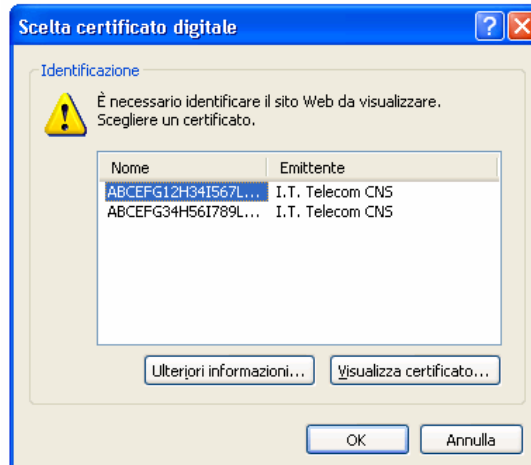 Scelta certificato digitale
Identificazione
È necessario identificare il sito Web da visualizzare.
Scegliere un certificato.
Nome Emittente
ABCEFG12H34I567L... I.T. Telecom CNS
ABCEFG34H56I789L... I.T. Telecom CNS
Ulteriori informazioni... Visualizza certificato...
OK Annulla